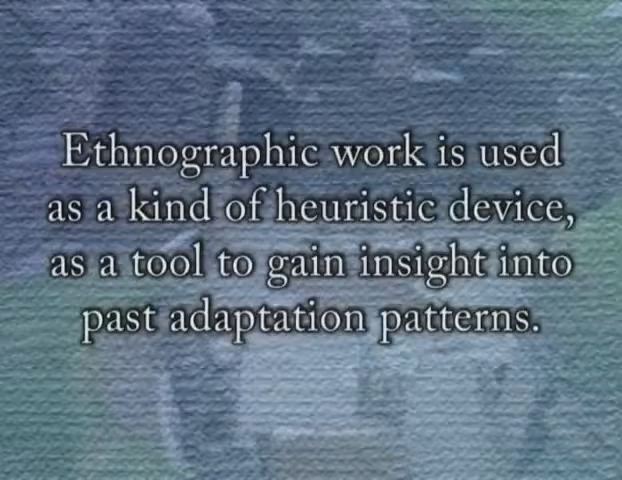 Ethnographic work is used
as a kind of heuristic device,
as a tool to gain insight into
past adaptation patterns.